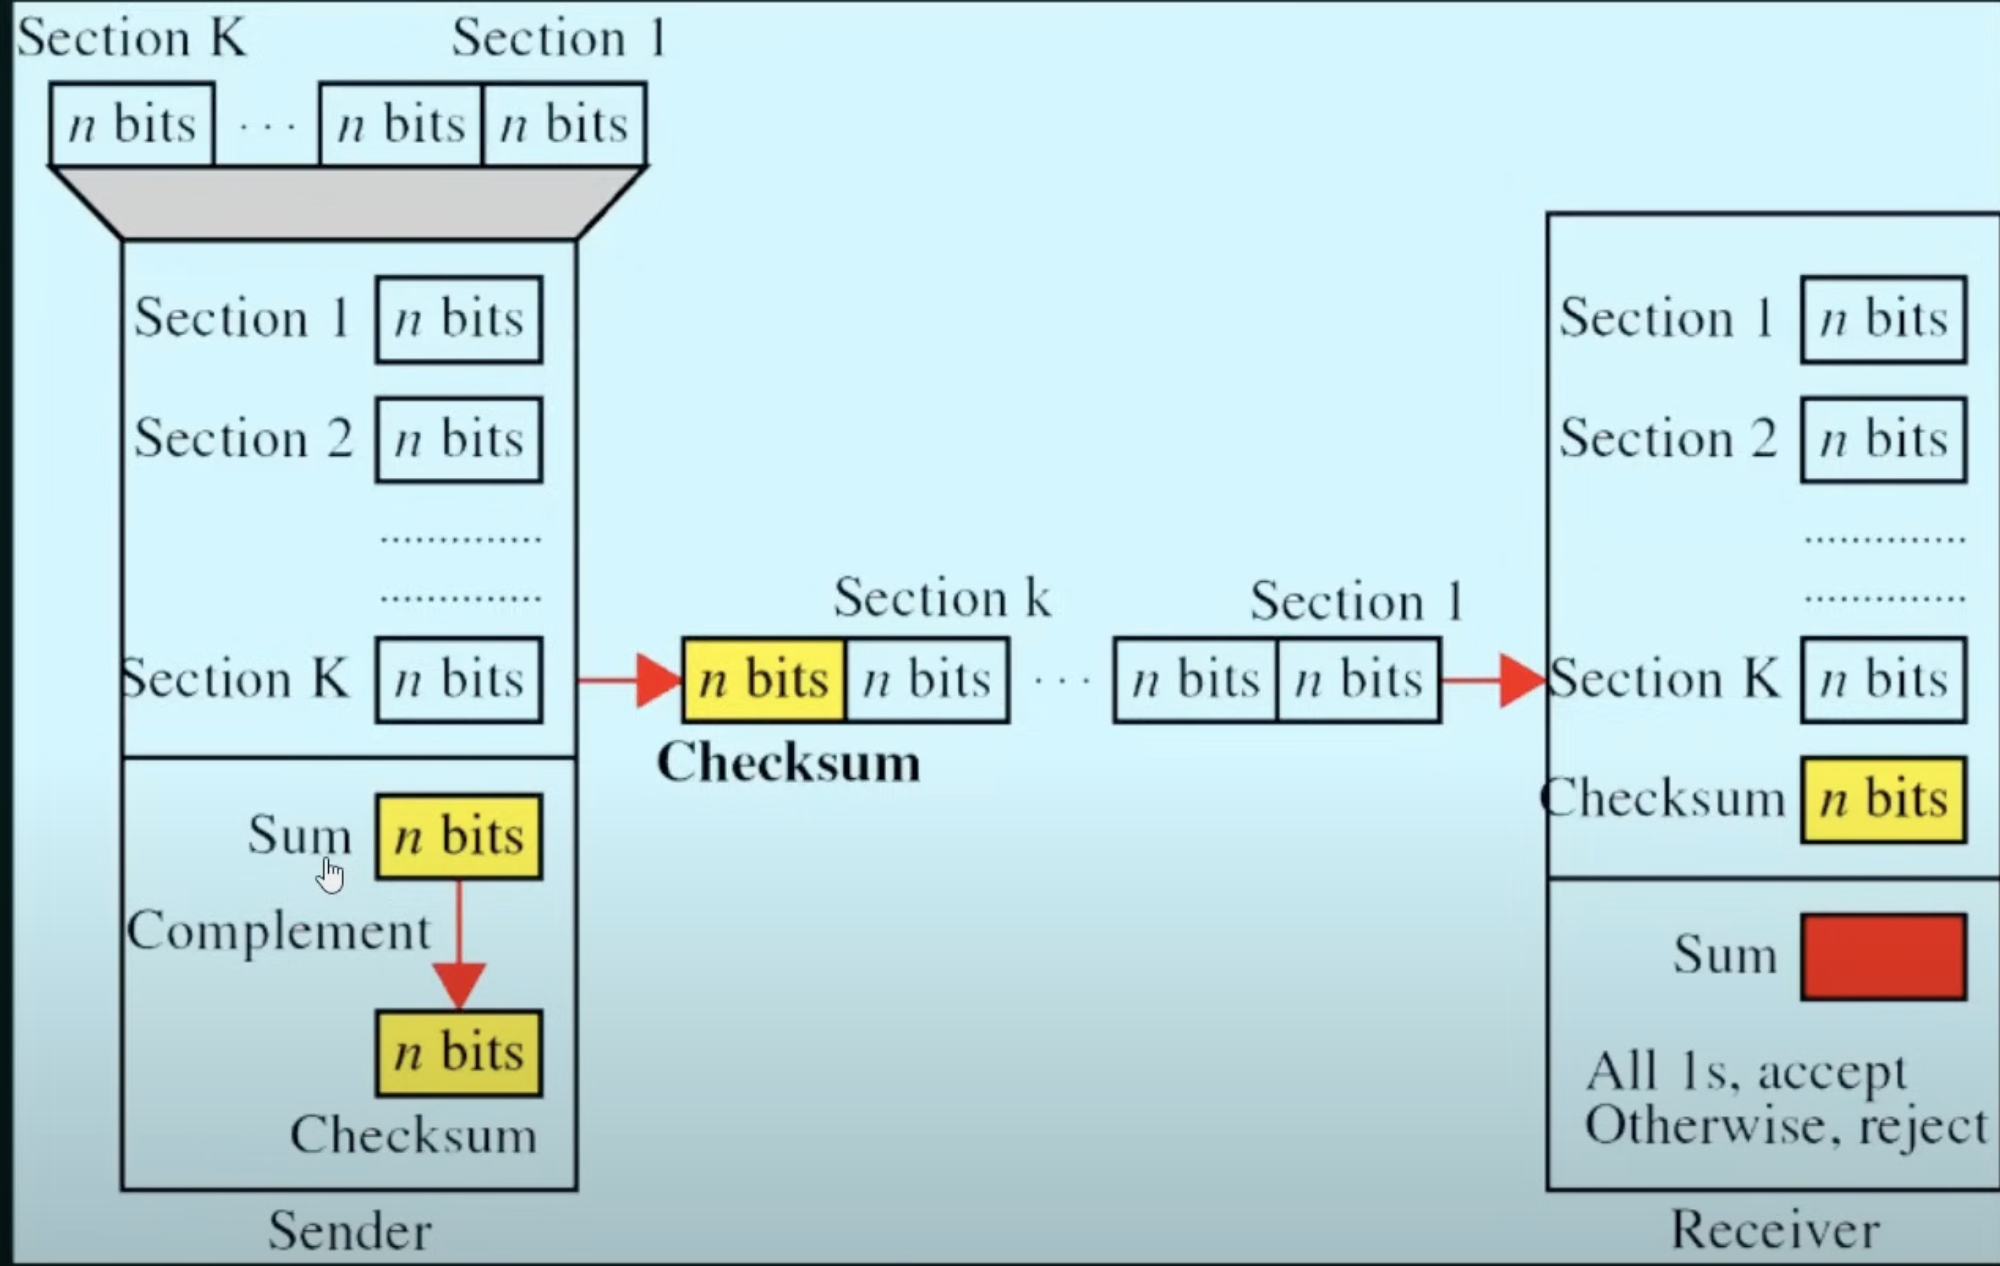 Section K Section 1
n bits ... n bits n bits
Section 1 n bits
Section 2 n bits
Section K n bits
Sum n bits
Complement
n bits
Checksum
Sender
Section k Section 1
n bits n bits ... n bits n bits
Checksum
Section 1 n bits
Section 2 n bits
Section K n bits
Checksum n bits
Sum
All 1s, accept
Otherwise, reject
Receiver